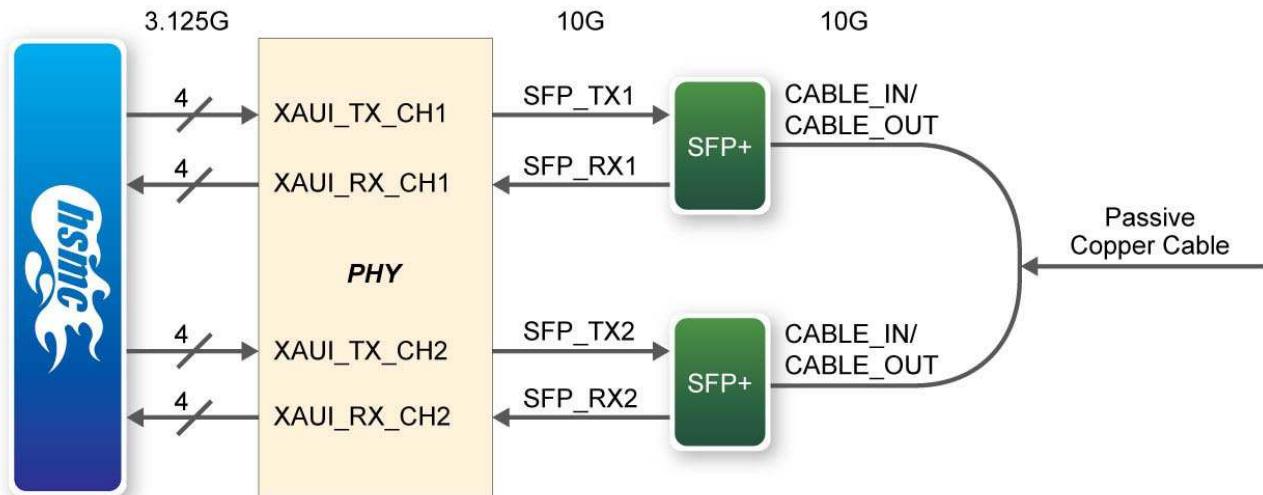 3.125G
10G
10G
4
XAUI_TX_CH1
SFP_TX1
CABLE_IN/
CABLE_OUT
SFP+
4
XAUI_RX_CH1
SFP_RX1
hsmc
PHY
Passive
Copper Cable
4
XAUI_TX_CH2
SFP_TX2
CABLE_IN/
CABLE_OUT
SFP+
4
XAUI_RX_CH2
SFP_RX2